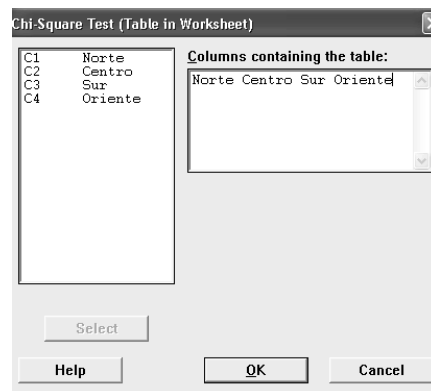 Chi-Square Test (Table in Worksheet)
C1 Norte
C2 Centro
C3 Sur
C4 Oriente
Columns containing the table:
Norte Centro Sur Oriente
Select
Help
OK
Cancel